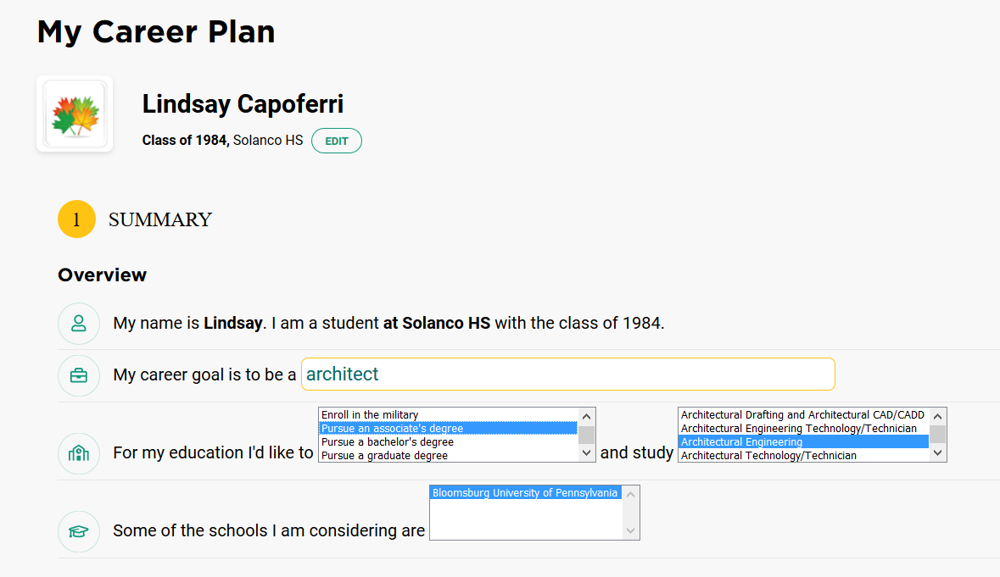 My Career Plan
Lindsay Capoferri
Class of 1984, Solanco HS EDIT
1 SUMMARY
Overview
My name is Lindsay. I am a student at Solanco HS with the class of 1984.
My career goal is to be a architect
For my education I'd like to
Enroll in the military
Pursue an associate's degree
Pursue a bachelor's degree
Pursue a graduate degree
and study
Architectural Drafting and Architectural CAD/CADD
Architectural Engineering Technology/Technician
Architectural Engineering
Architectural Technology/Technician
Some of the schools I am considering are
Bloomsburg University of Pennsylvania